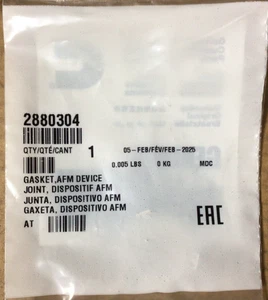 2880304
QTY/QTÉ/CANT 1 05-FEB/FÉV/FEB-2025
0.005 LBS 0 KG MDC
GASKET,AFM DEVICE
JOINT, DISPOSITIF AFM
JUNTA, DISPOSITIVO AFM
GAXETA, DISPOSITIVO AFM
AT
EAC